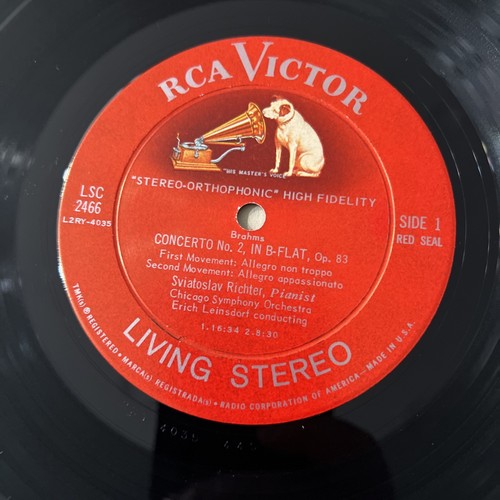 RCA VICTOR
"HIS MASTER'S VOICE"
"STEREO-ORTHOPHONIC" HIGH FIDELITY
LSC
2466
L2RY-4035
SIDE 1
RED SEAL
Brahms
CONCERTO No. 2, IN B-FLAT, Op. 83
First Movement: Allegro non troppo
Second Movement: Allegro appassionato
Sviatoslav Richter, Pianist
Chicago Symphony Orchestra
Erich Leinsdorf conducting
1-16:34 2-8:30
LIVING STEREO
TMK(s) ® REGISTERED • MARCA(s) REGISTRADA(s) • RADIO CORPORATION OF AMERICA—MADE IN U.S.A.